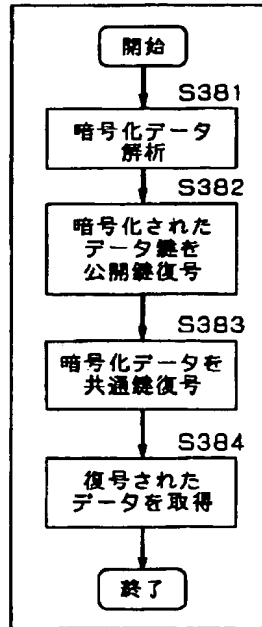 開始
S381
暗号化データ
解析
S382
暗号化された
データ鍵を
公開鍵復号
S383
暗号化データを
共通鍵復号
S384
復号された
データを取得
終了